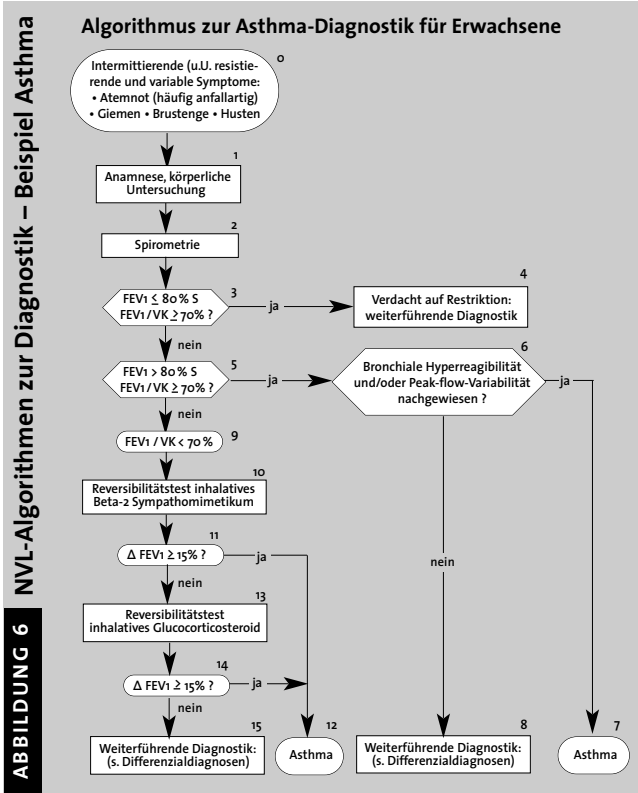 Algorithmus zur Asthma-Diagnostik für Erwachsene
NVL-Algorithmen zur Diagnostik – Beispiel Asthma
ABBILDUNG 6
0
Intermittierende (u.U. resistie-
rende und variable Symptome:
• Atemnot (häufig anfallartig)
• Giemen • Brustenge • Husten
1
Anamnese, körperliche
Untersuchung
2
Spirometrie
3
FEV1 ≤ 80% S
FEV1/VK ≥70% ?
ja
4
Verdacht auf Restriktion:
weiterführende Diagnostik
nein
5
FEV1 > 80% S
FEV1/VK ≥70% ?
ja
6
Bronchiale Hyperreagibilität
und/oder Peak-flow-Variabilität
nachgewesen ?
ja
nein
9
FEV1 / VK < 70 %
10
Reversibilitätstest inhalatives
Beta-2 Sympathomimetikum
11
Δ FEV1 ≥ 15% ?
ja
nein
nein
13
Reversibilitätstest
inhalatives Glucocorticosteroid
14
Δ FEV1 ≥ 15% ?
ja
nein
15
Weiterführende Diagnostik:
(s. Differenzialdiagnosen)
12
Asthma
8
Weiterführende Diagnostik:
(s. Differenzialdiagnosen)
7
Asthma